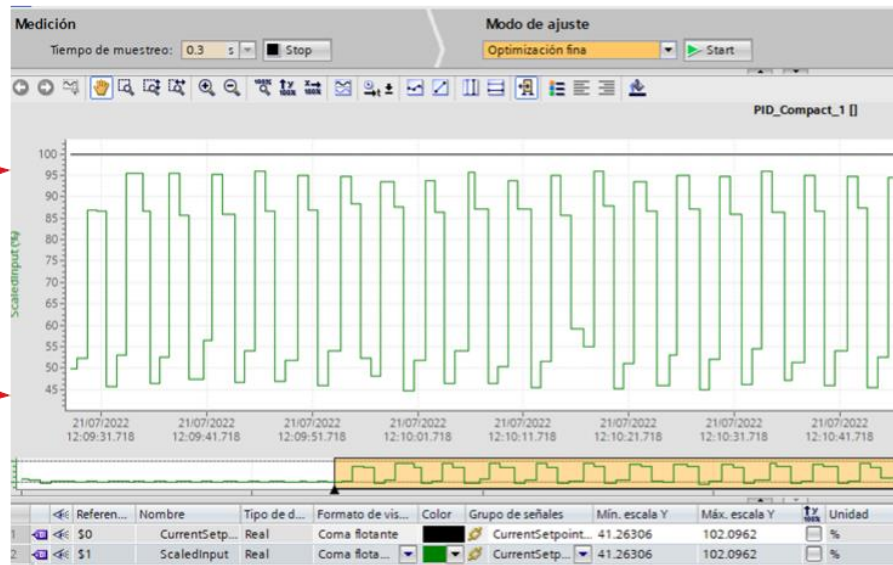 Medición
Modo de ajuste
Tiempo de muestreo: 0.3 s Stop
Optimización fina Start
PID_Compact_1 []
ScaledInput (%)
100
95
90
85
80
75
70
65
60
55
50
45
21/07/2022 21/07/2022 21/07/2022 21/07/2022 21/07/2022 21/07/2022 21/07/2022 21/07/2022
12:09:31.718 12:09:41.718 12:09:51.718 12:10:01.718 12:10:11.718 12:10:21.718 12:10:31.718 12:10:41.718
Referen... Nombre Tipo de d... Formato de vis... Color Grupo de señales Mín. escala Y Máx. escala Y Unidad
1 $0 CurrentSetp... Real Coma flotante CurrentSetpoint... 41.26306 102.0962 %
2 $1 ScaledInput Real Coma flota... CurrentSetp... 41.26306 102.0962 %